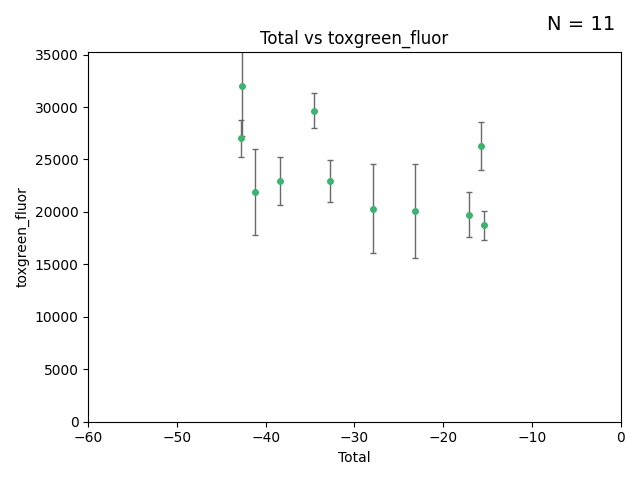 N = 11
Total vs toxgreen_fluor
35000
30000
25000
20000
15000
10000
5000
0
toxgreen_fluor
−60 −50 −40 −30 −20 −10 0
Total